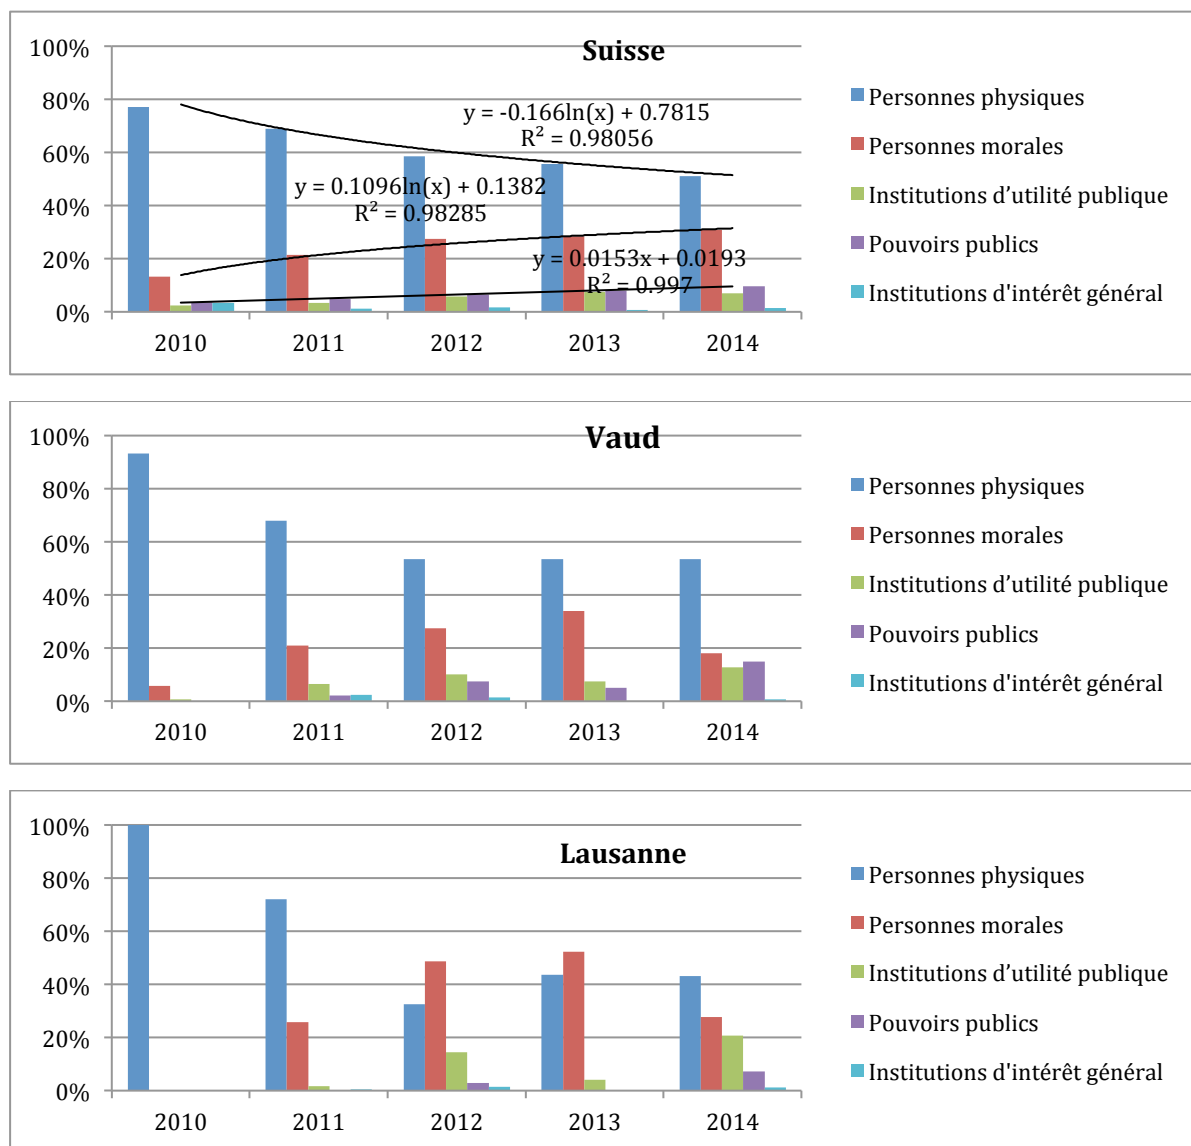 Suisse
100%
80%
60%
40%
20%
0%
y = -0.166ln(x) + 0.7815
R² = 0.98056
y = 0.1096ln(x) + 0.1382
R² = 0.98285
y = 0.0153x + 0.0193
R² = 0.997
2010 2011 2012 2013 2014
Personnes physiques
Personnes morales
Institutions d’utilité publique
Pouvoirs publics
Institutions d'intérêt général
Vaud
100%
80%
60%
40%
20%
0%
2010 2011 2012 2013 2014
Personnes physiques
Personnes morales
Institutions d’utilité publique
Pouvoirs publics
Institutions d'intérêt général
Lausanne
100%
80%
60%
40%
20%
0%
2010 2011 2012 2013 2014
Personnes physiques
Personnes morales
Institutions d’utilité publique
Pouvoirs publics
Institutions d'intérêt général